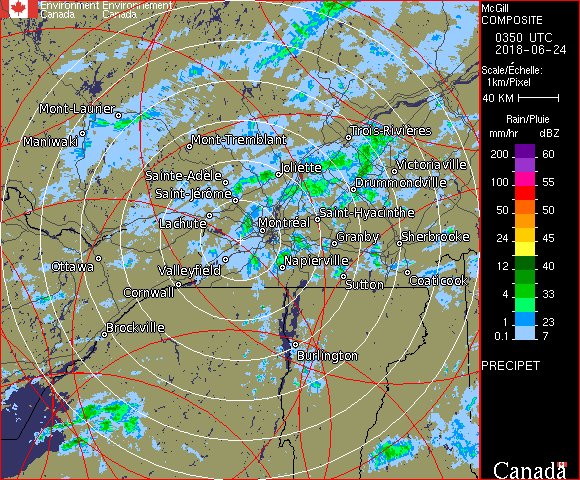 Environment Environnement
Canada Canada
McGill
COMPOSITE
0350 UTC
2018-06-24
Scale/Échelle:
1km/Pixel
40 KM
Rain/Pluie
mm/hr dBZ
200 60
100 55
50 50
24 45
12 40
4 33
1 23
0.1 7
PRECIPET
Canada
Mont-Laurier
Maniwaki
Mont-Tremblant
Trois-Rivières
Victoriaville
Joliette
Sainte-Adèle
Drummondville
Saint-Jérôme
Saint-Hyacinthe
Lachute
Montréal
Granby
Sherbrooke
Ottawa
Valleyfield
Napierville
Sutton
Coaticook
Cornwall
Brockville
Burlington